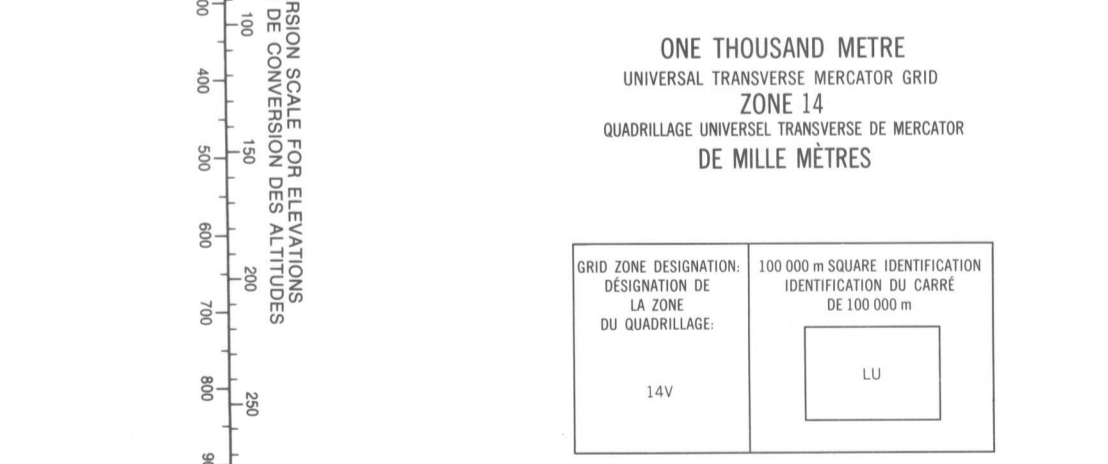 RSION SCALE FOR ELEVATIONS
DE CONVERSION DES ALTITUDES
100
150
200
250
400
500
600
700
800
ONE THOUSAND METRE
UNIVERSAL TRANSVERSE MERCATOR GRID
ZONE 14
QUADRILLAGE UNIVERSEL TRANSVERSE DE MERCATOR
DE MILLE MÈTRES
GRID ZONE DESIGNATION:
DÉSIGNATION DE
LA ZONE
DU QUADRILLAGE:
14V
100 000 m SQUARE IDENTIFICATION
IDENTIFICATION DU CARRÉ
DE 100 000 m
LU